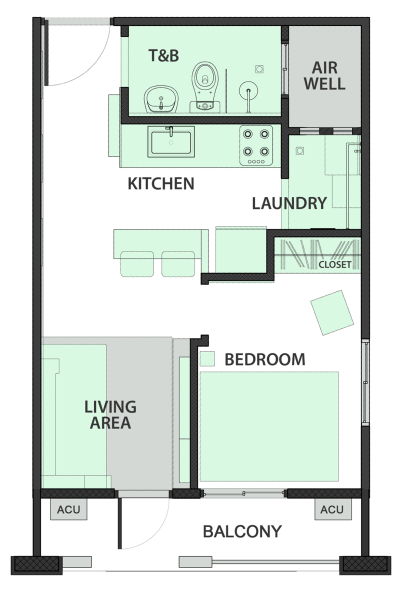 T&B
AIR
WELL
KITCHEN
LAUNDRY
CLOSET
BEDROOM
LIVING
AREA
ACU
ACU
BALCONY